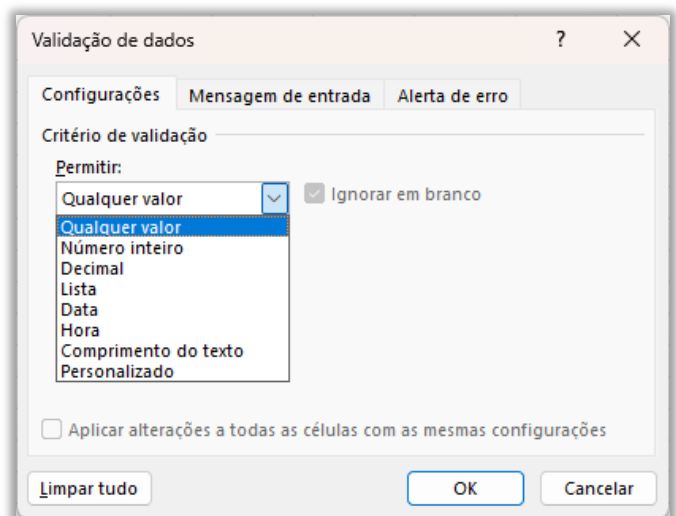 Validação de dados ?
Configurações Mensagem de entrada Alerta de erro
Critério de validação
Permitir:
Qualquer valor Ignorar em branco
Qualquer valor
Número inteiro
Decimal
Lista
Data
Hora
Comprimento do texto
Personalizado
Aplicar alterações a todas as células com as mesmas configurações
Limpar tudo OK Cancelar